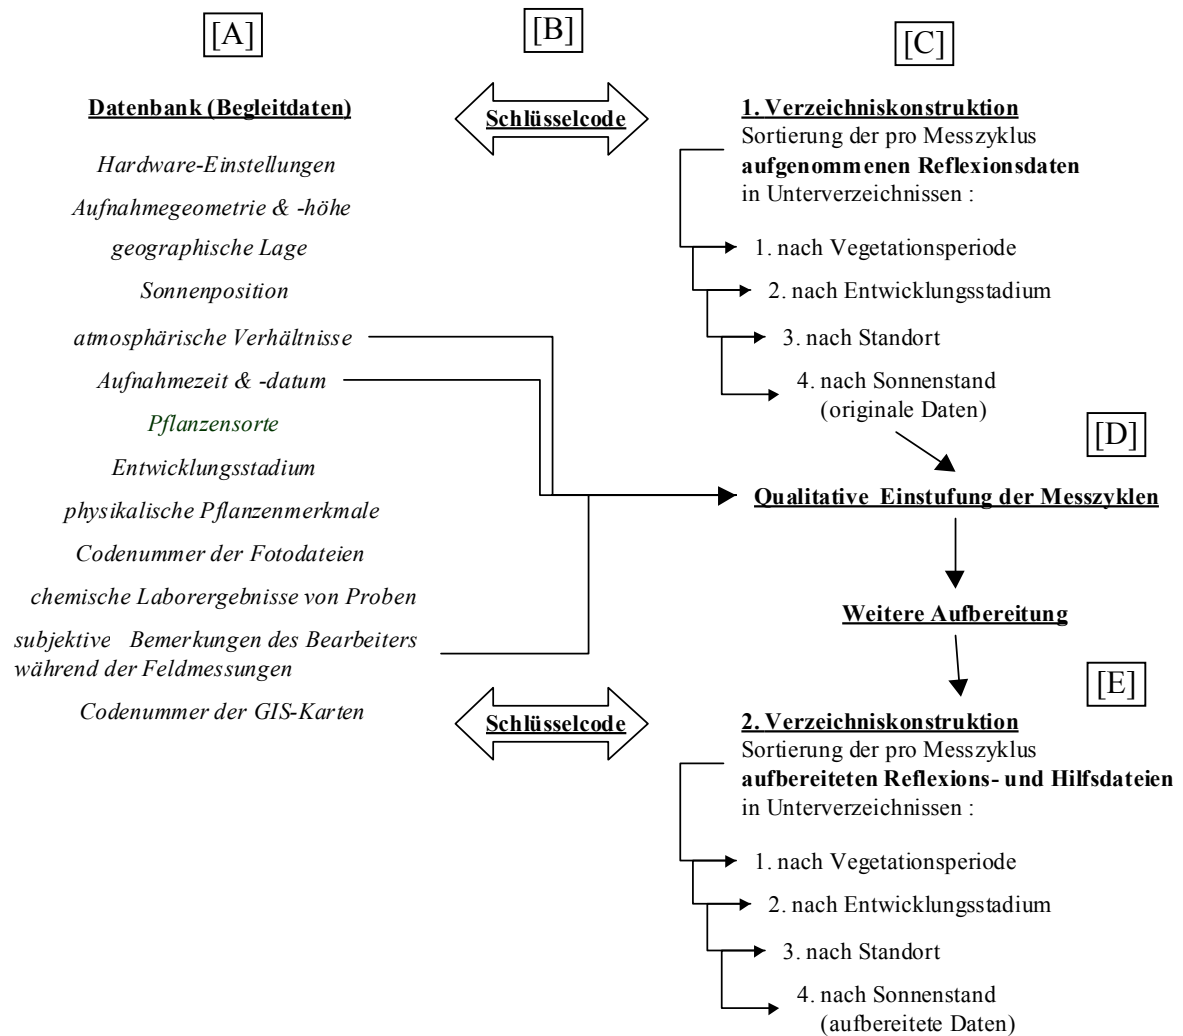 [A]
[B]
[C]
Datenbank (Begleitdaten)
Hardware-Einstellungen
Aufnahmegeometrie & -höhe
geographische Lage
Sonnenposition
atmosphärische Verhältnisse
Aufnahmezeit & -datum
Pflanzensorte
Entwicklungsstadium
physikalische Pflanzenmerkmale
Codenummer der Fotodateien
chemische Laborergebnisse von Proben
subjektive Bemerkungen des Bearbeiters
während der Feldmessungen
Codenummer der GIS-Karten
Schlüsselcode
Schlüsselcode
1. Verzeichniskonstruktion
Sortierung der pro Messzyklus
aufgenommenen Reflexionsdaten
in Unterverzeichnissen :
1. nach Vegetationsperiode
2. nach Entwicklungsstadium
3. nach Standort
4. nach Sonnenstand
(originale Daten)
[D]
Qualitative Einstufung der Messzyklen
Weitere Aufbereitung
[E]
2. Verzeichniskonstruktion
Sortierung der pro Messzyklus
aufbereiteten Reflexions- und Hilfsdateien
in Unterverzeichnissen :
1. nach Vegetationsperiode
2. nach Entwicklungsstadium
3. nach Standort
4. nach Sonnenstand
(aufbereitete Daten)